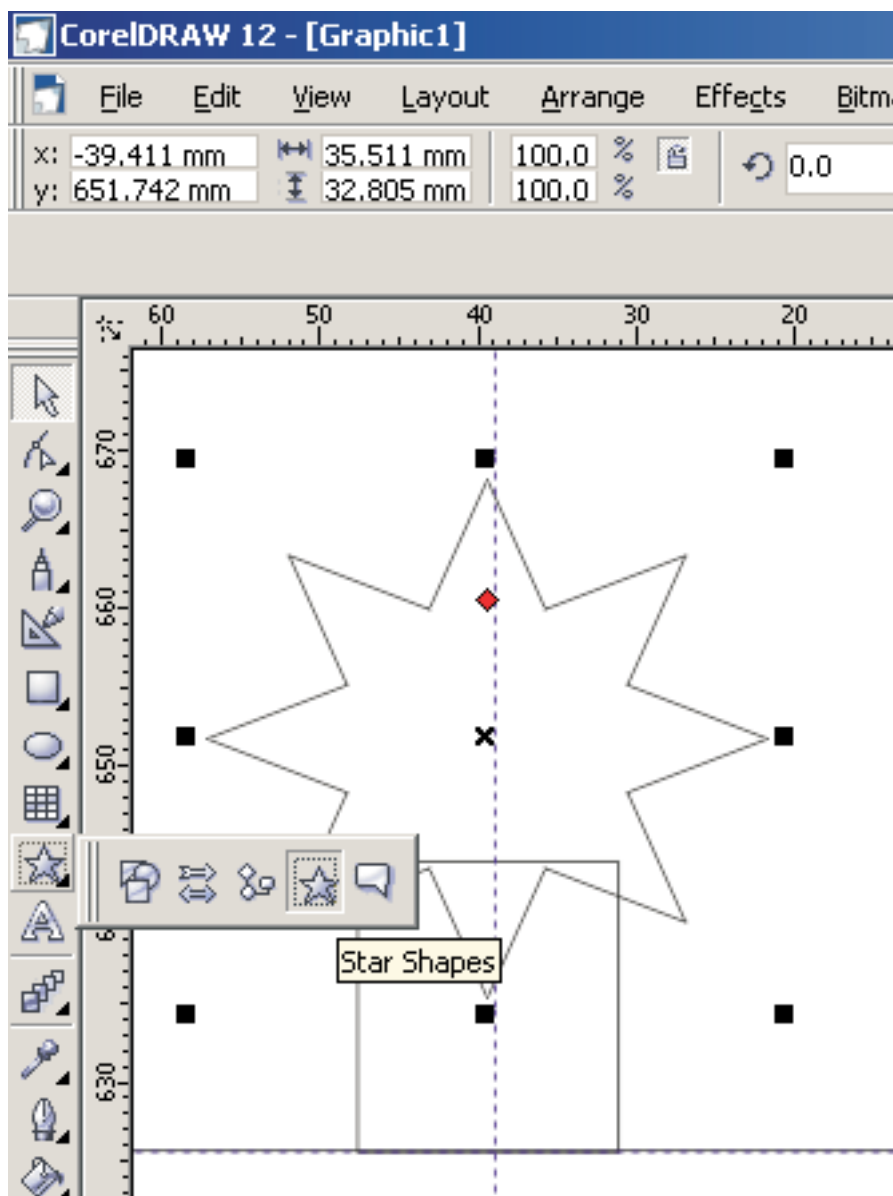 CorelDRAW 12 - [Graphic1]
File Edit View Layout Arrange Effects Bitma
x: -39.411 mm 35.511 mm 100.0 % 0.0
y: 651.742 mm 32.805 mm 100.0 %
60 50 40 30 20
670
660
650
630
Star Shapes